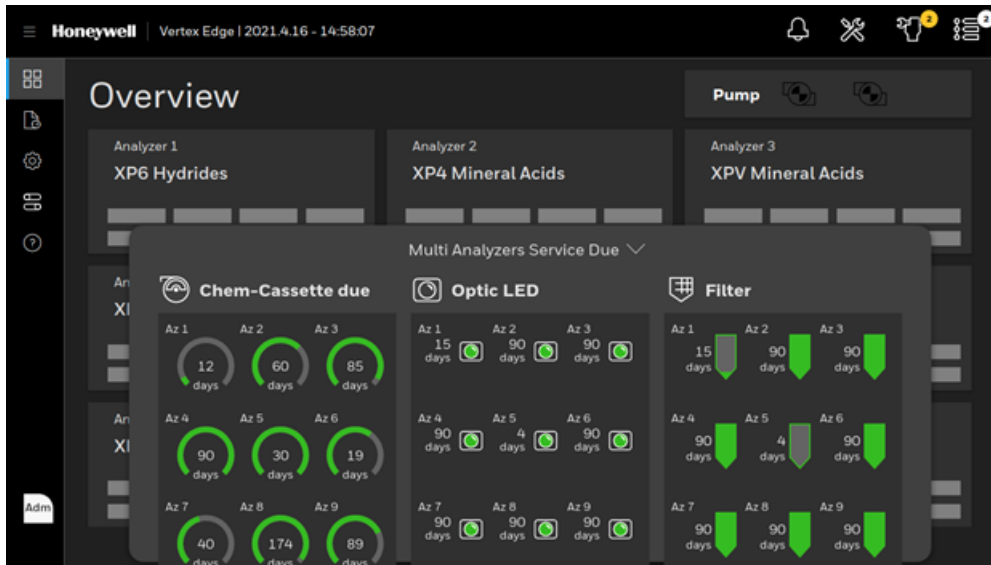 Honeywell Vertex Edge | 2021.4.16 - 14:58:07 2 2
Overview
Pump
Analyzer 1 Analyzer 2 Analyzer 3
XP6 Hydrides XP4 Mineral Acids XPV Mineral Acids
Multi Analyzers Service Due
An
Chem-Cassette due Optic LED Filter
X
Az 1 Az 2 Az 3 Az 1 Az 2 Az 3 Az 1 Az 2 Az 3
12 60 85 15 90 90 15 90 90
days days days days days days days days days
An
Az 4 Az 5 Az 6 Az 4 Az 5 Az 6 Az 4 Az 5 Az 6
X
90 30 19 90 4 90 90 4 90
days days days days days days days days days
Adm
Az 7 Az 8 Az 9 Az 7 Az 8 Az 9 Az 7 Az 8 Az 9
40 174 89 90 90 90 90 90 90
days days days days days days days days days